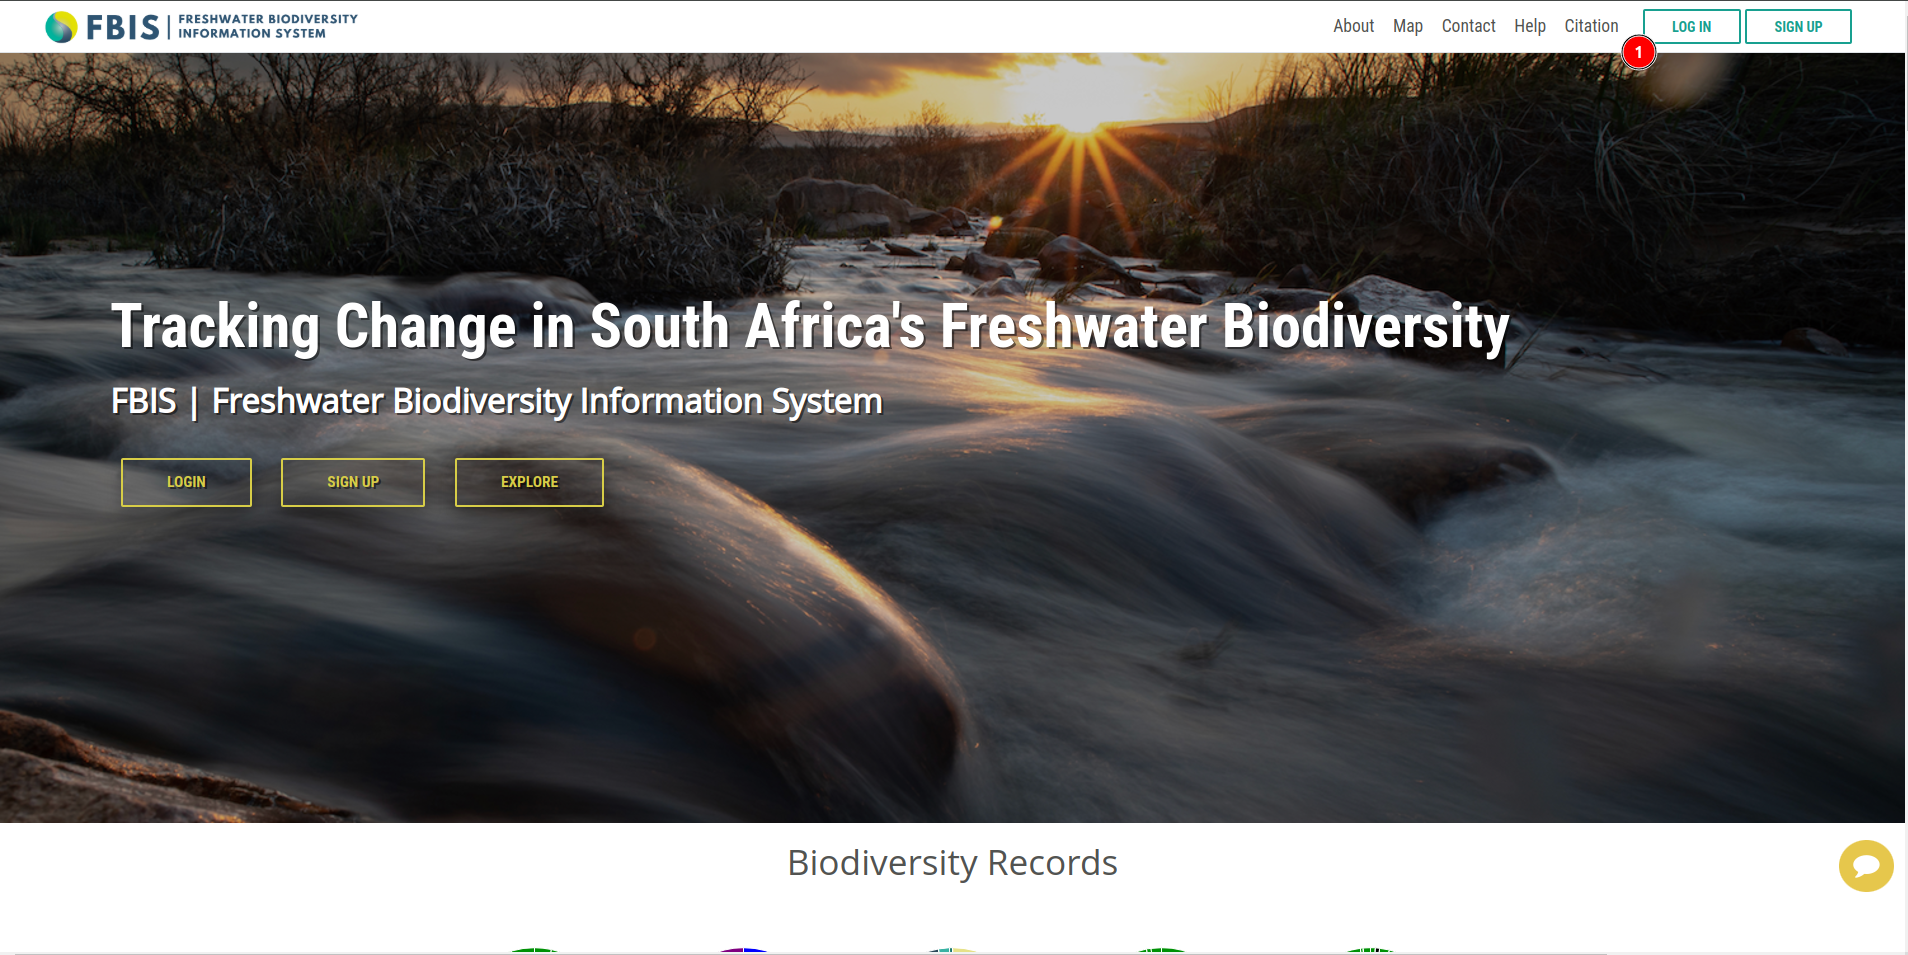 FBIS
FRESHWATER BIODIVERSITY
INFORMATION SYSTEM
About
Map
Contact
Help
Citation
LOG IN
SIGN UP
1
Tracking Change in South Africa's Freshwater Biodiversity
FBIS | Freshwater Biodiversity Information System
LOGIN
SIGN UP
EXPLORE
Biodiversity Records